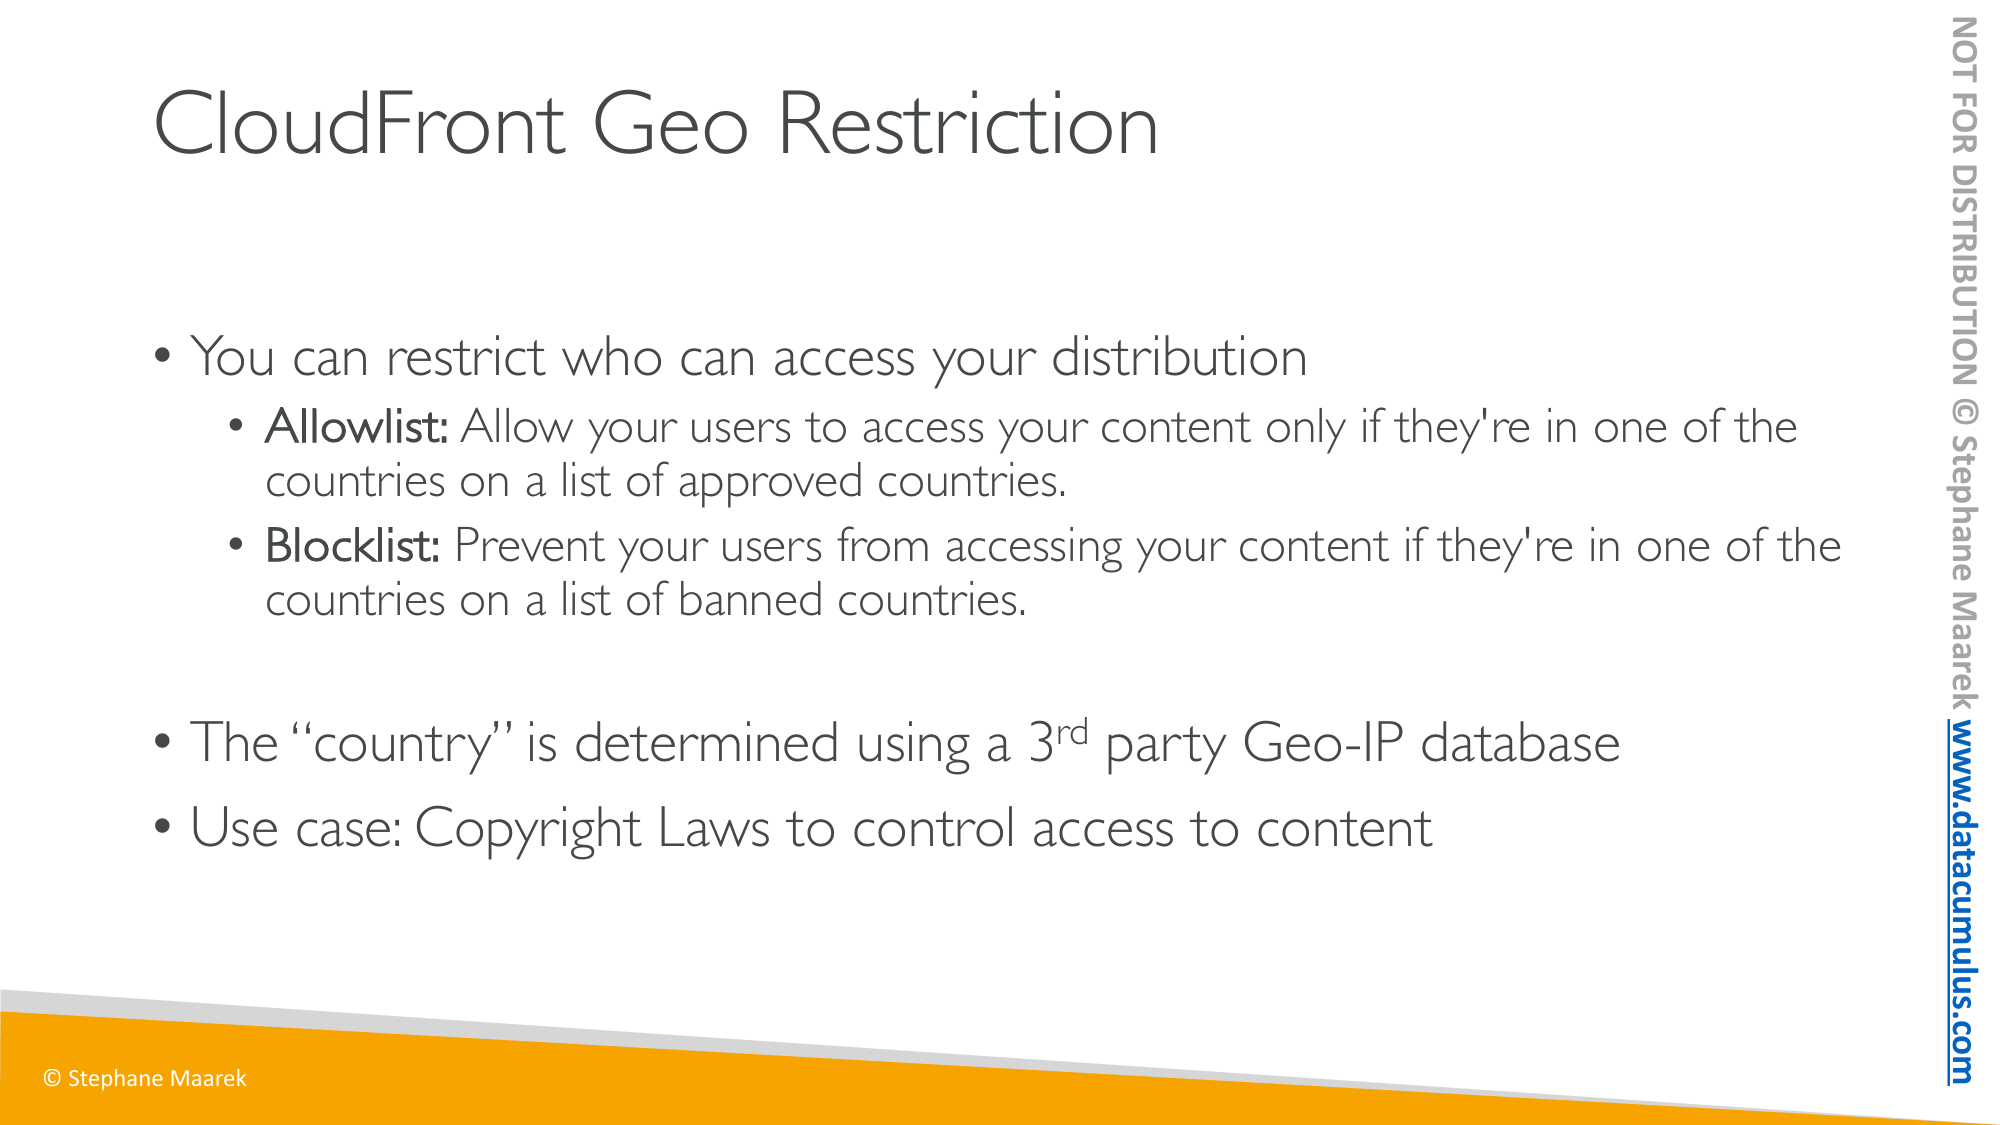 CloudFront Geo Restriction
• You can restrict who can access your distribution
• Allowlist: Allow your users to access your content only if they're in one of the
countries on a list of approved countries.
• Blocklist: Prevent your users from accessing your content if they're in one of the
countries on a list of banned countries.
• The “country” is determined using a 3rd party Geo-IP database
• Use case: Copyright Laws to control access to content
© Stephane Maarek
NOT FOR DISTRIBUTION © Stephane Maarek www.datacumulus.com